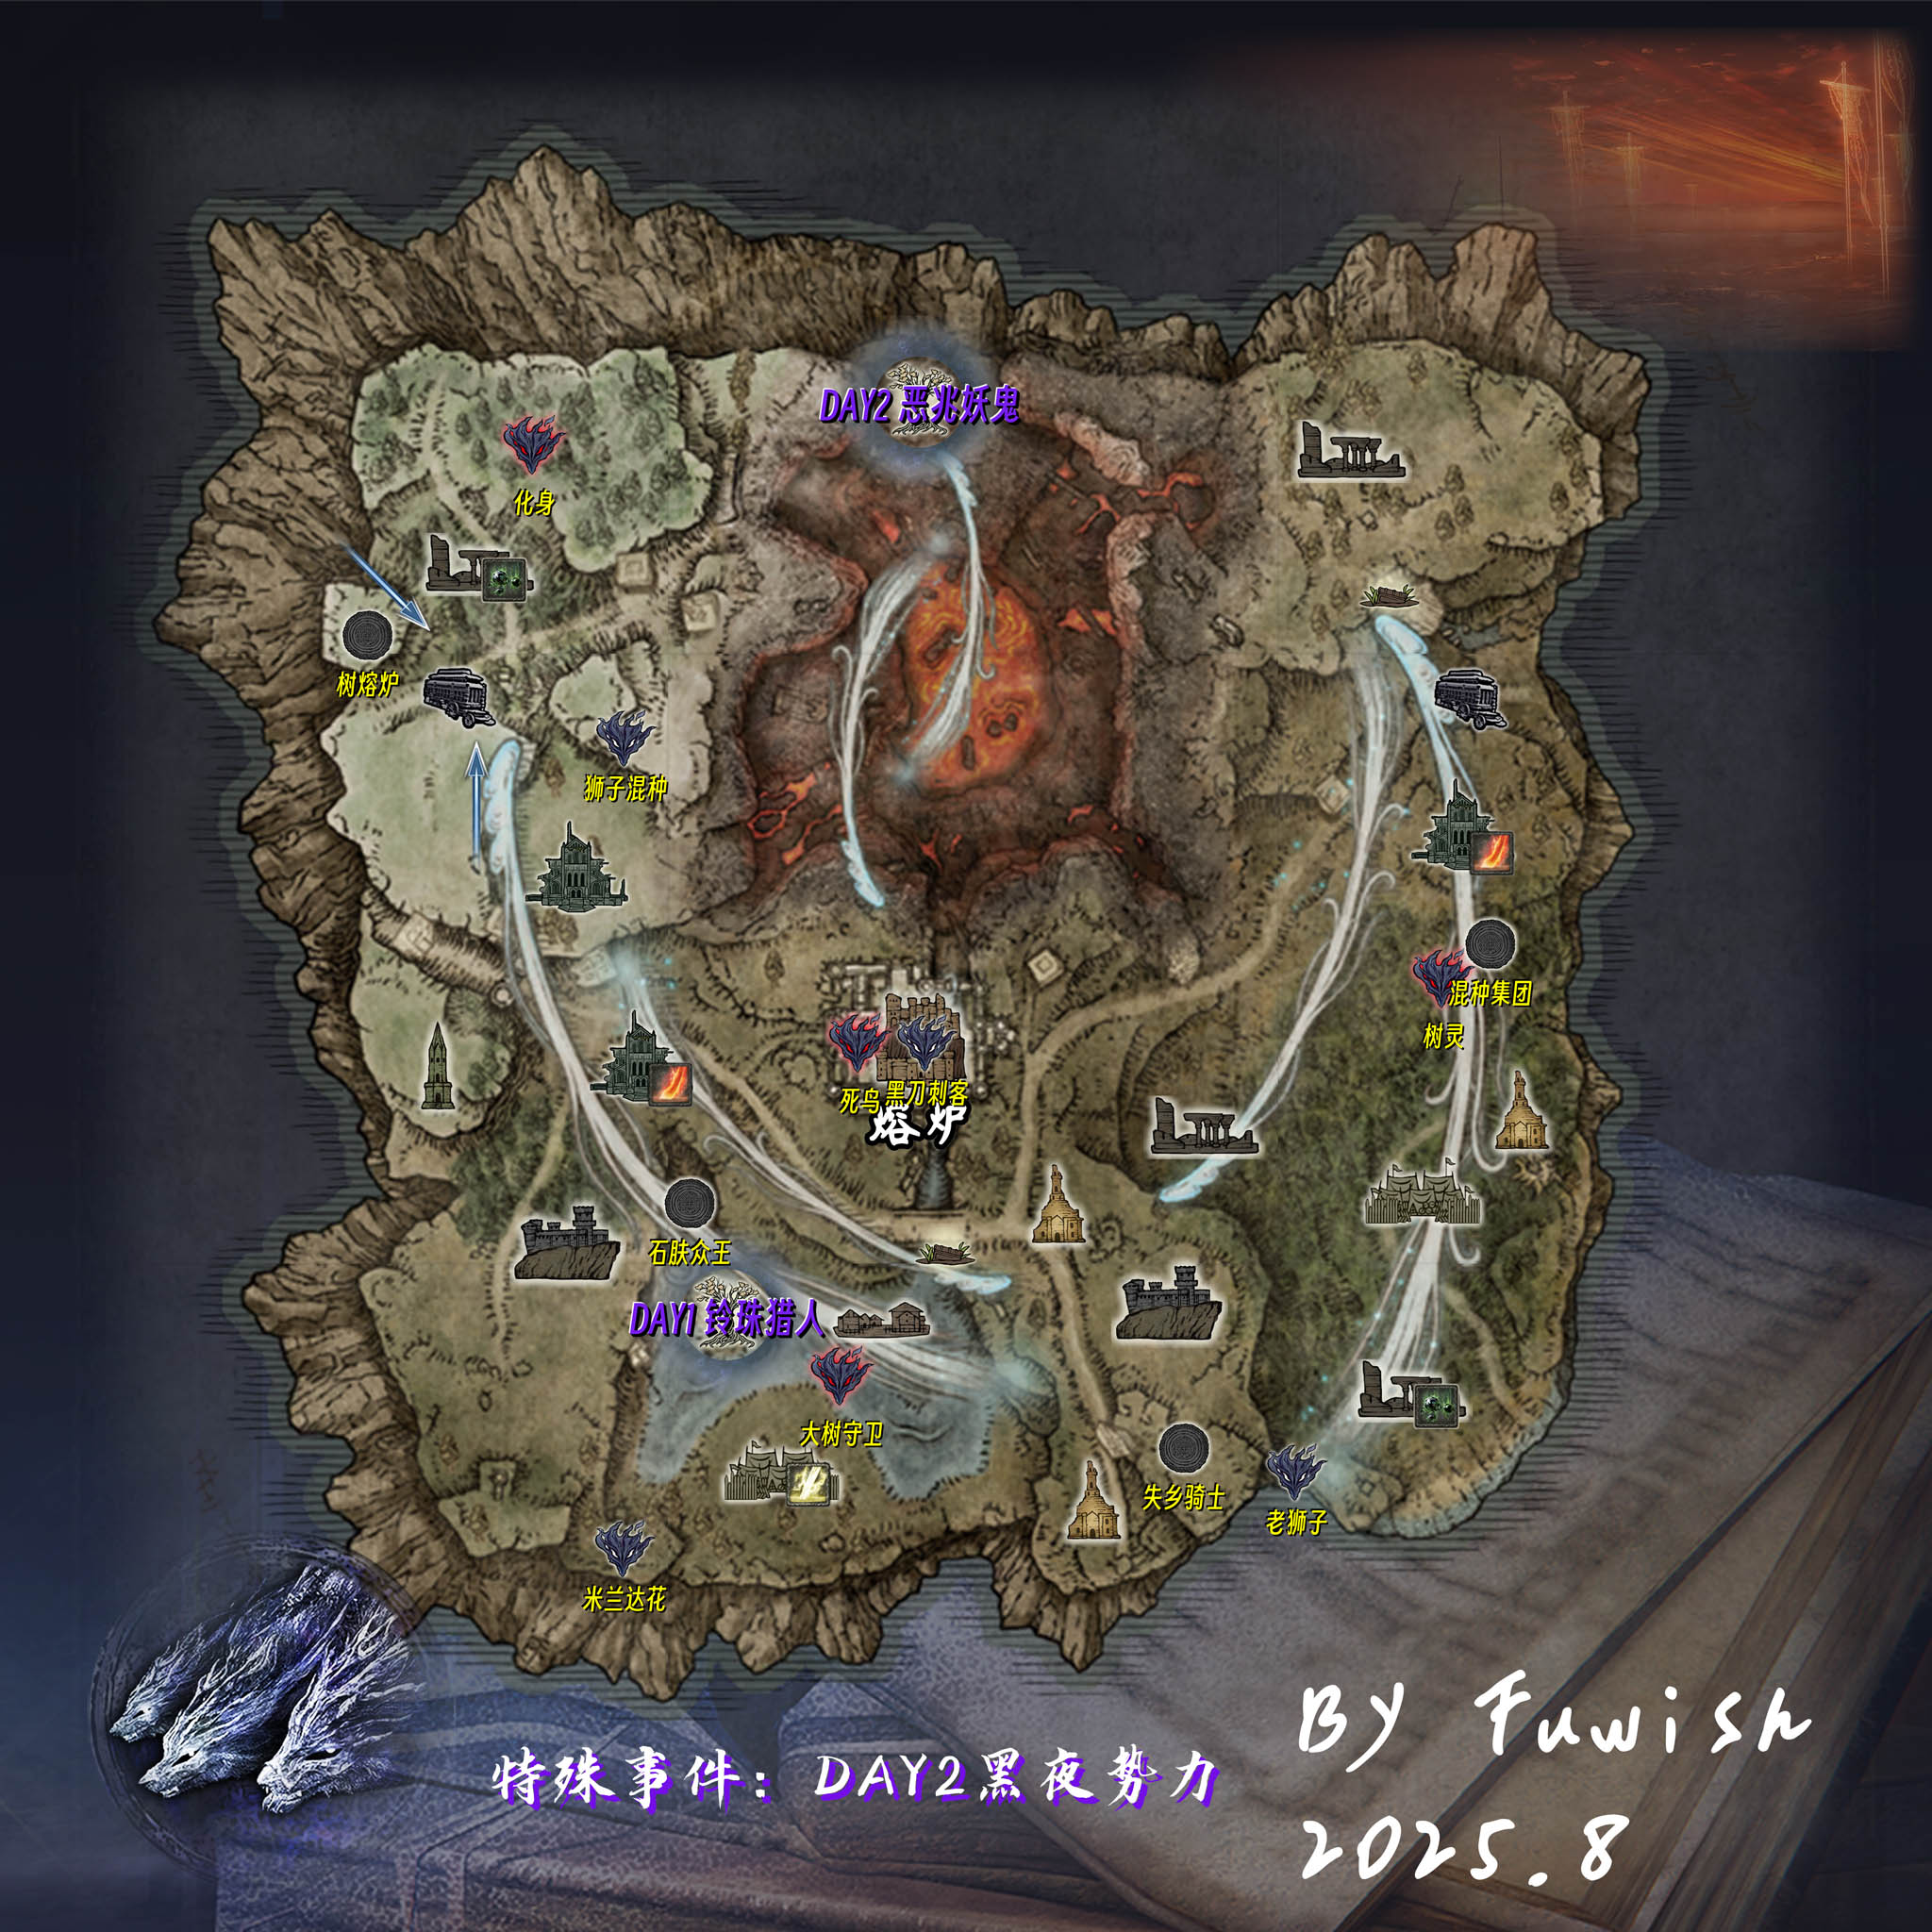 DAY2 恶兆妖鬼
化身
树熔炉
狮子混种
混种集团
树灵
死鸟
黑刀刺客
熔炉
石肤众王
DAY1 铃珠猎人
大树守卫
失乡骑士
老狮子
米兰达花
特殊事件：DAY2黑夜势力
By Fuwish
2025.8